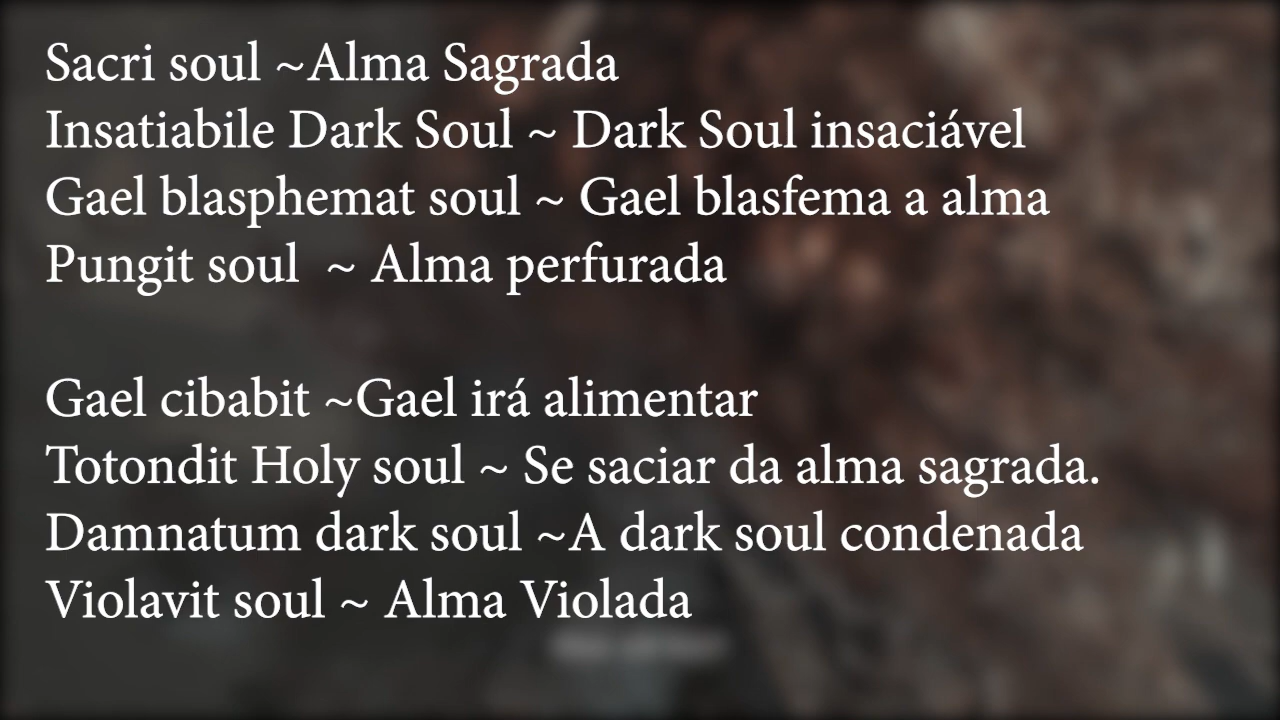 Sacri soul ~Alma Sagrada
Insatiabile Dark Soul ~ Dark Soul insaciável
Gael blasphemat soul ~ Gael blasfema a alma
Pungit soul  ~ Alma perfurada
Gael cibabit ~Gael irá alimentar
Totondit Holy soul ~ Se saciar da alma sagrada.
Damnatum dark soul ~A dark soul condenada
Violavit soul ~ Alma Violada